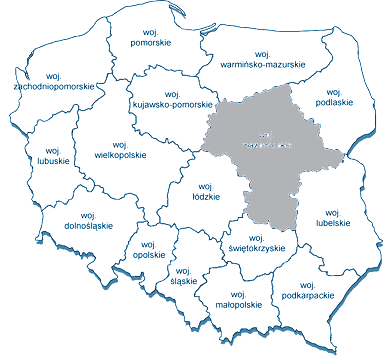 woj.
pomorskie
woj.
warmińsko-mazurskie
woj.
zachodniopomorskie
woj.
kujawsko-pomorskie
woj.
podlaskie
woj.
lubuskie
woj.
wielkopolskie
woj.
łódzkie
woj.
lubelskie
woj.
dolnośląskie
woj.
opolskie
woj.
śląskie
woj.
świętokrzyskie
woj.
małopolskie
woj.
podkarpackie